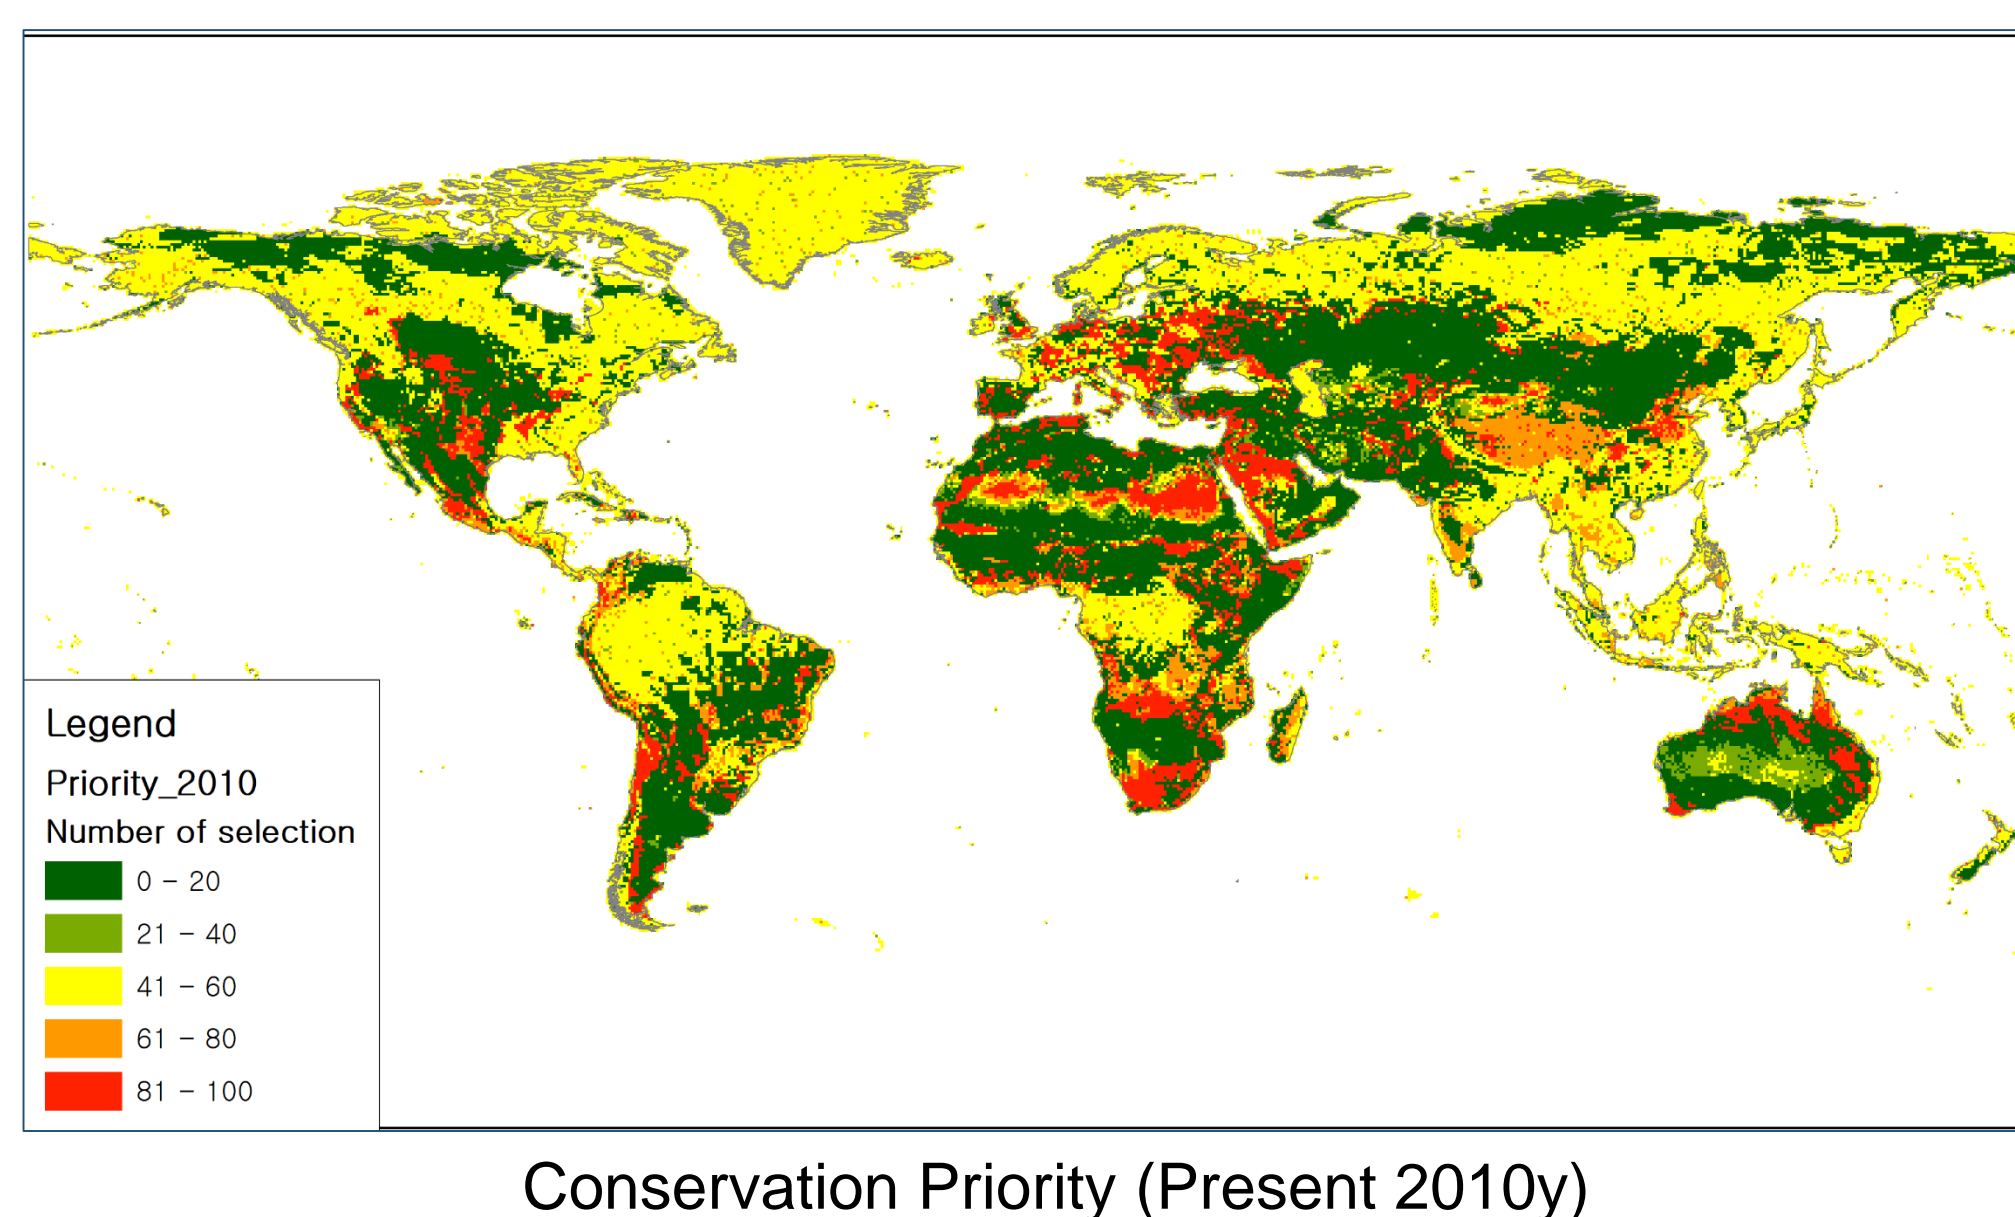 Legend
Priority_2010
Number of selection
0 – 20
21 – 40
41 – 60
61 – 80
81 – 100
Conservation Priority (Present 2010y)